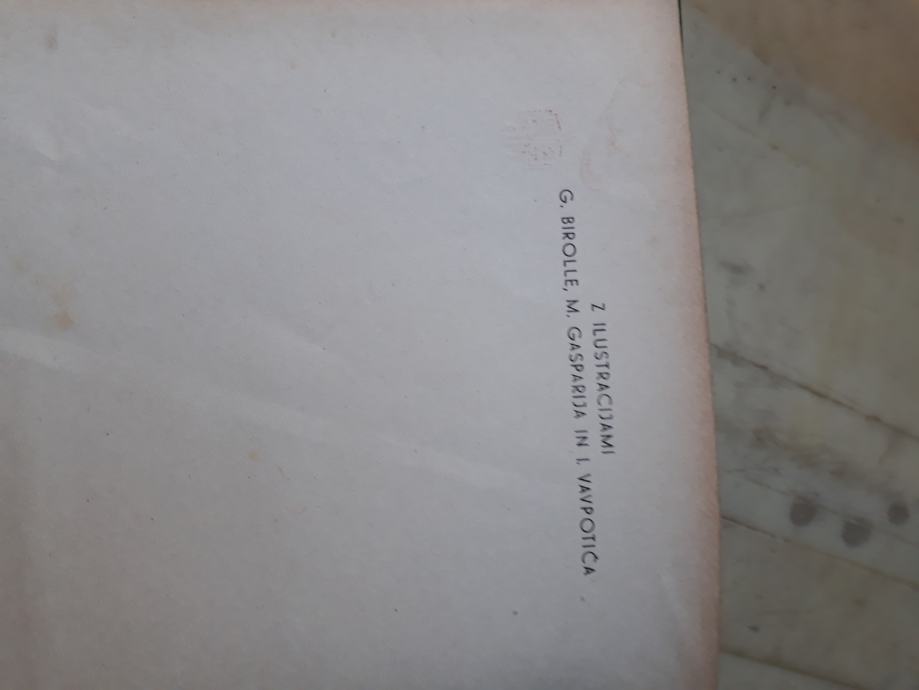 Z ILUSTRACIJAMI
G. BIROLLE, M. GASPARIJA IN I. VAVPOTIČA